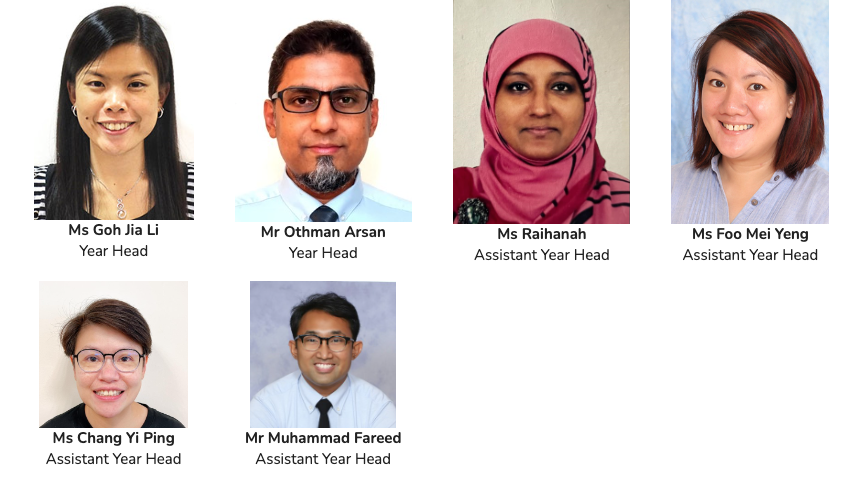 Ms Goh Jia Li
Year Head
Mr Othman Arsan
Year Head
Ms Raihanah
Assistant Year Head
Ms Foo Mei Yeng
Assistant Year Head
Ms Chang Yi Ping
Assistant Year Head
Mr Muhammad Fareed
Assistant Year Head